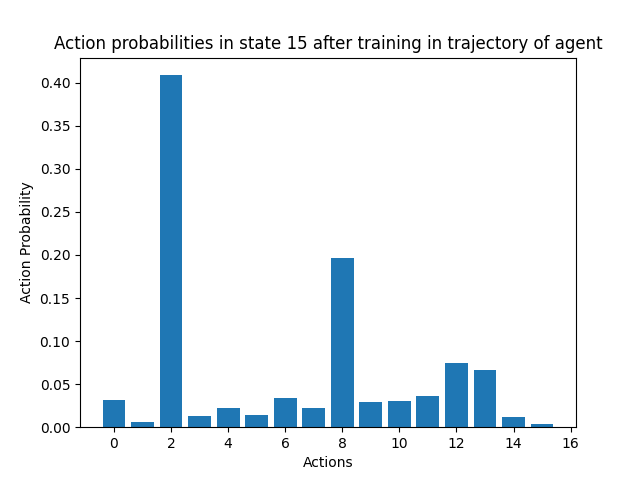 Action probabilities in state 15 after training in trajectory of agent
0.40
0.35
0.30
0.25
0.20
0.15
0.10
0.05
0.00
Action Probability
0 2 4 6 8 10 12 14 16
Actions